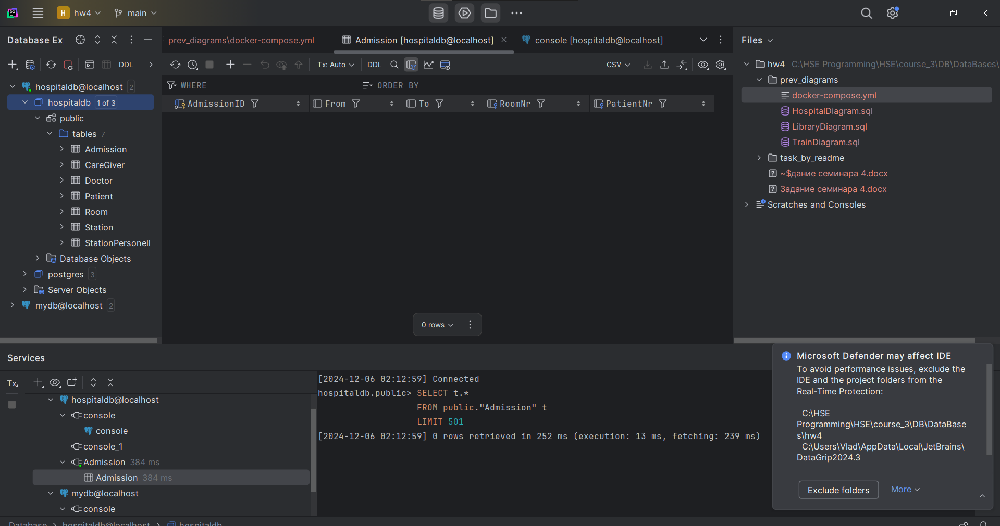 H hw4 main
Database Ex
DDL
hospitaldb@localhost 2
hospitaldb 1 of 3
public
tables 7
Admission
CareGiver
Doctor
Patient
Room
Station
StationPersonell
Database Objects
postgres 3
Server Objects
mydb@localhost 2
prev_diagrams\docker-compose.yml
Admission [hospitaldb@localhost]
console [hospitaldb@localhost]
Tx: Auto DDL CSV
WHERE ORDER BY
AdmissionID From To RoomNr PatientNr
0 rows
Files
hw4 C:\HSE Programming\HSE\course_3\DB\DataBases\
prev_diagrams
docker-compose.yml
HospitalDiagram.sql
LibraryDiagram.sql
TrainDiagram.sql
task_by_readme
~$дание семинара 4.docx
Задание семинара 4.docx
Scratches and Consoles
Services
Tx
hospitaldb@localhost
console
console
console_1
Admission 384 ms
Admission 384 ms
mydb@localhost
console
[2024-12-06 02:12:59] Connected
hospitaldb.public> SELECT t.*
FROM public."Admission" t
LIMIT 501
[2024-12-06 02:12:59] 0 rows retrieved in 252 ms (execution: 13 ms, fetching: 239 ms)
Microsoft Defender may affect IDE
To avoid performance issues, exclude the
IDE and the project folders from the
Real-Time Protection:
C:\HSE
Programming\HSE\course_3\DB\DataBase
s\hw4
C:\Users\Vlad\AppData\Local\JetBrains\
DataGrip2024.3
Exclude folders More
Database hospitaldb@localhost hospitaldb